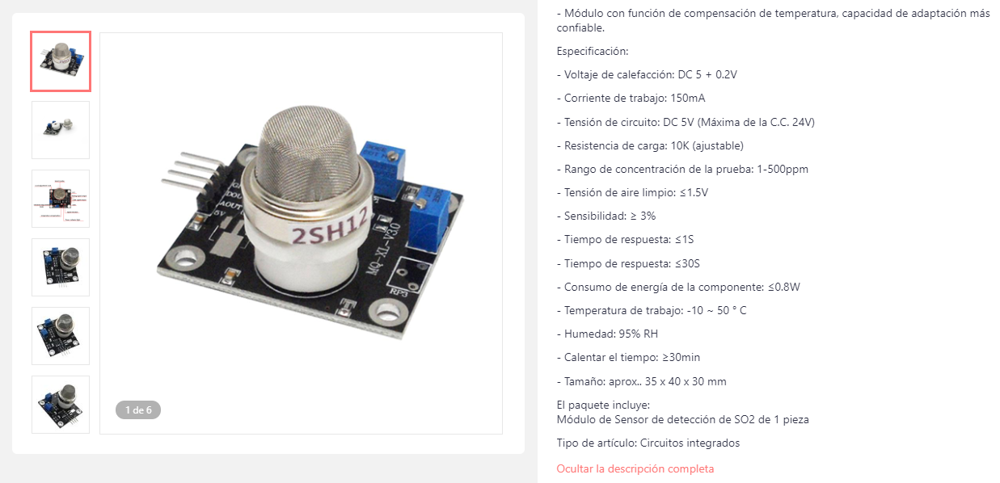 2SH12
MQ-XL-V3.0
RP3
DOUT
AOUT
5V
1 de 6
- Módulo con función de compensación de temperatura, capacidad de adaptación más
confiable.
Especificación:
- Voltaje de calefacción: DC 5 + 0.2V
- Corriente de trabajo: 150mA
- Tensión de circuito: DC 5V (Máxima de la C.C. 24V)
- Resistencia de carga: 10K (ajustable)
- Rango de concentración de la prueba: 1-500ppm
- Tensión de aire limpio: ≤1.5V
- Sensibilidad: ≥ 3%
- Tiempo de respuesta: ≤1S
- Tiempo de respuesta: ≤30S
- Consumo de energía de la componente: ≤0.8W
- Temperatura de trabajo: -10 ~ 50 ° C
- Humedad: 95% RH
- Calentar el tiempo: ≥30min
- Tamaño: aprox.. 35 x 40 x 30 mm
El paquete incluye:
Módulo de Sensor de detección de SO2 de 1 pieza
Tipo de artículo: Circuitos integrados
Ocultar la descripción completa